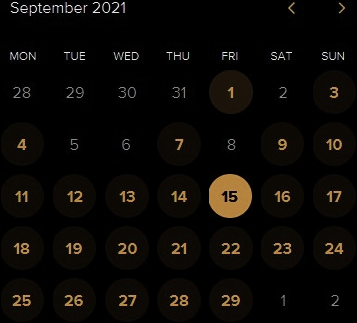 September 2021 < >
MON TUE WED THU FRI SAT SUN
28 29 30 31 1 2 3
4 5 6 7 8 9 10
11 12 13 14 15 16 17
18 19 20 21 22 23 24
25 26 27 28 29 1 2